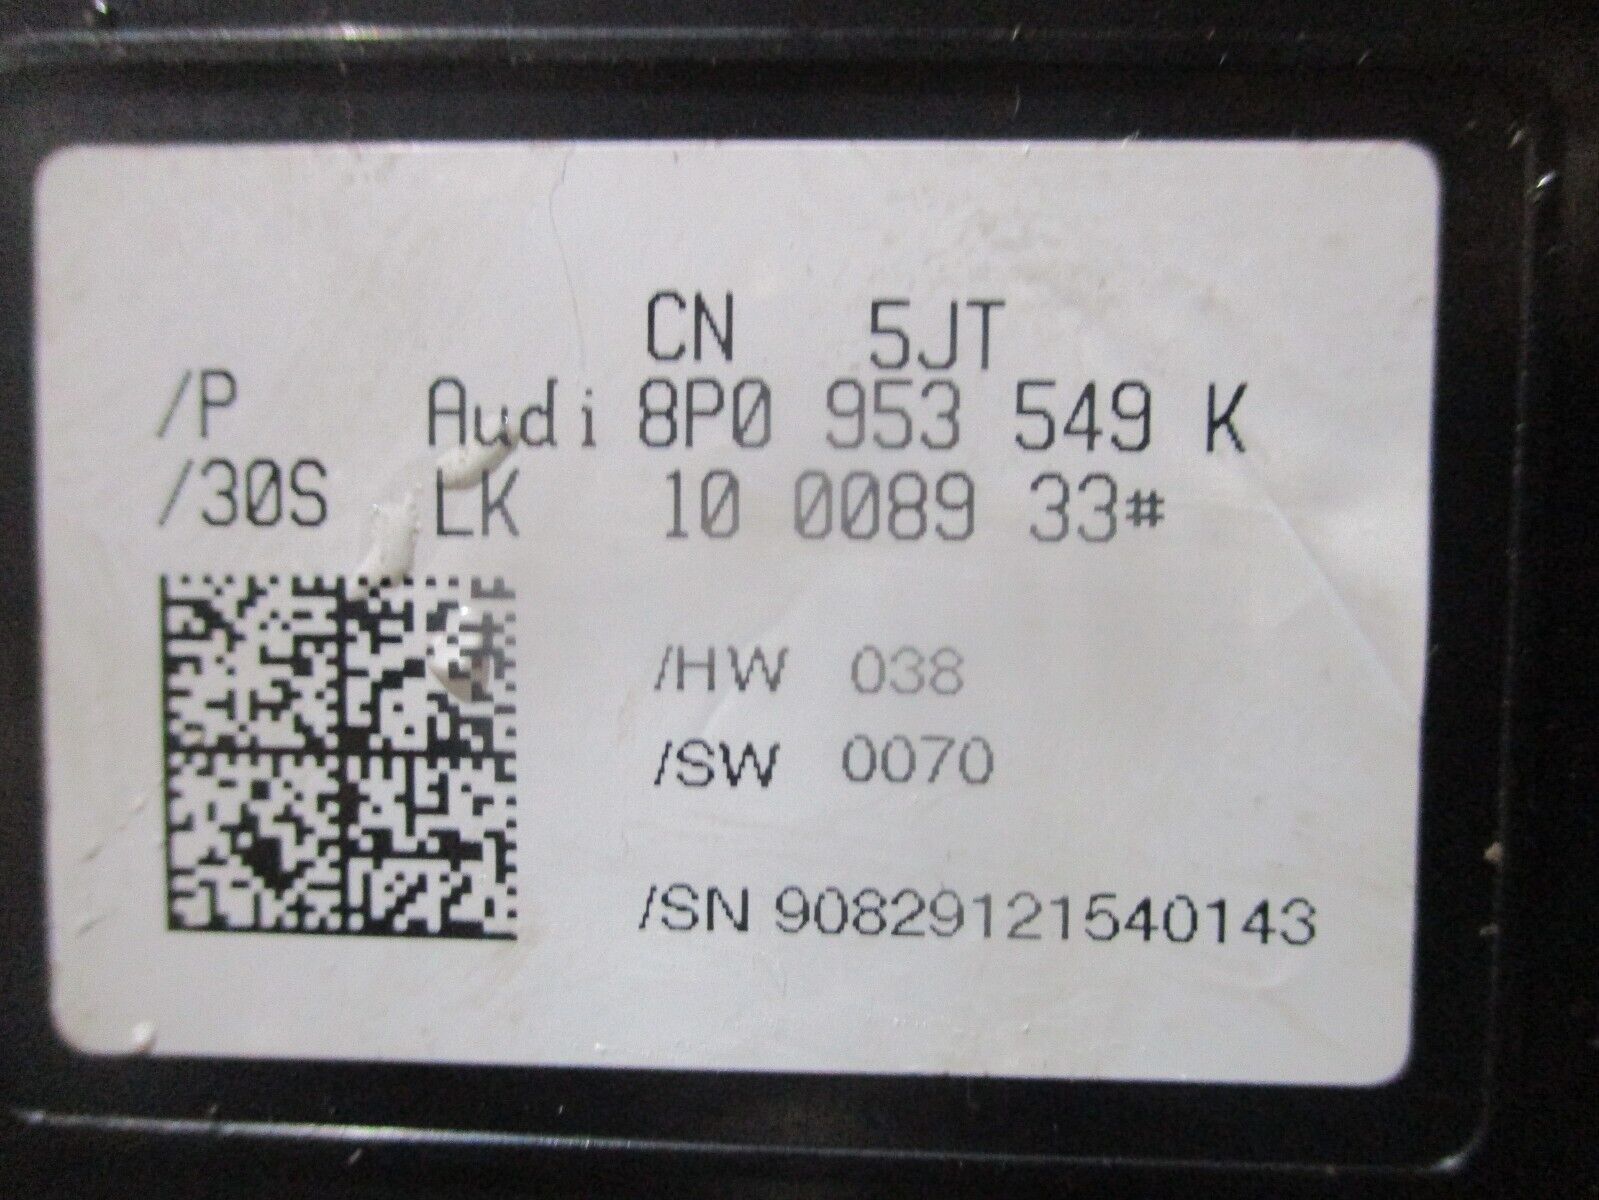 CN 5JT
/P Audi 8P0 953 549 K
/30S LK 10 0089 33#
/HW 038
/SW 0070
/SN 90829121540143